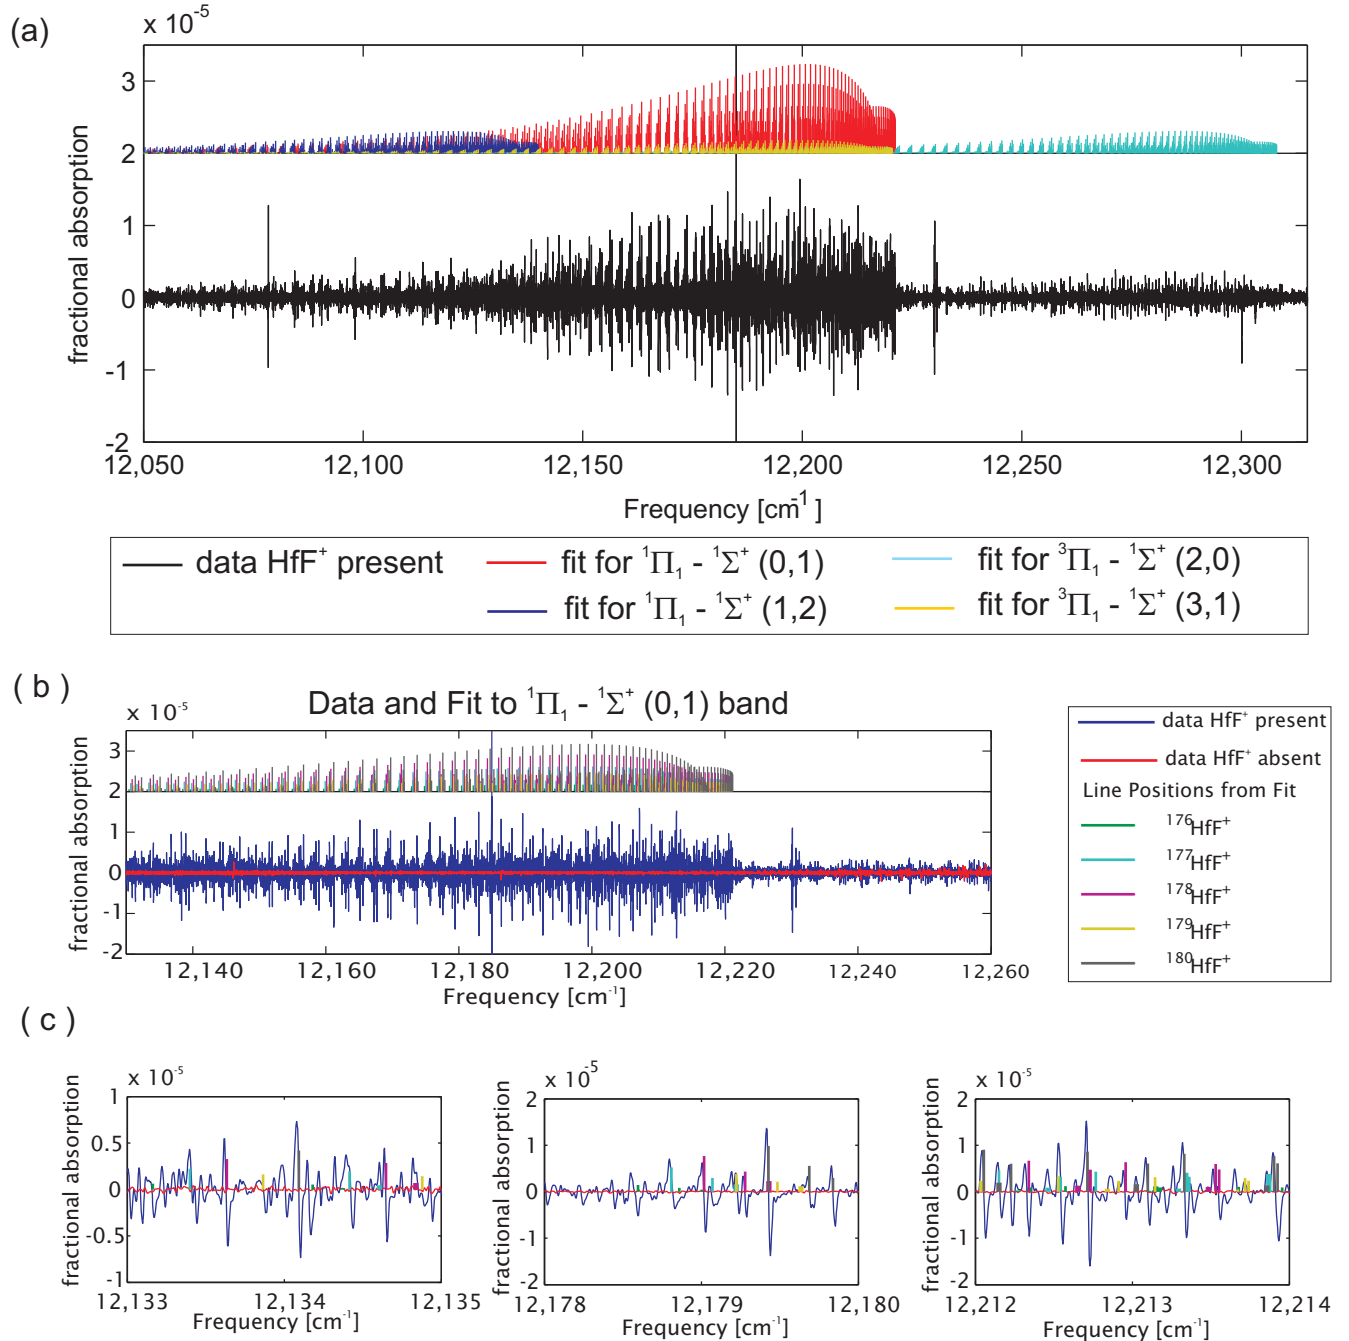 (a)
x 10⁻⁵
3
2
1
0
-1
-2
fractional absorption
12,050 12,100 12,150 12,200 12,250 12,300
Frequency [cm⁻¹ ]
data HfF⁺ present
fit for ¹Π₁ - ¹Σ⁺ (0,1)
fit for ³Π₁ - ¹Σ⁺ (2,0)
fit for ¹Π₁ - ¹Σ⁺ (1,2)
fit for ³Π₁ - ¹Σ⁺ (3,1)
( b )
Data and Fit to ¹Π₁ - ¹Σ⁺ (0,1) band
x 10⁻⁵
3
2
1
0
-1
-2
fractional absorption
12,140 12,160 12,180 12,200 12,220 12,240 12,260
Frequency [cm⁻¹]
data HfF⁺ present
data HfF⁺ absent
Line Positions from Fit
¹⁷⁶HfF⁺
¹⁷⁷HfF⁺
¹⁷⁸HfF⁺
¹⁷⁹HfF⁺
¹⁸⁰HfF⁺
( c )
x 10⁻⁵
1
0.5
0
-0.5
-1
fractional absorption
12,133 12,134 12,135
Frequency [cm⁻¹]
x 10⁻⁵
2
1
0
-1
-2
fractional absorption
12,178 12,179 12,180
Frequency [cm⁻¹]
x 10⁻⁵
2
1
0
-1
-2
fractional absorption
12,212 12,213 12,214
Frequency [cm⁻¹]